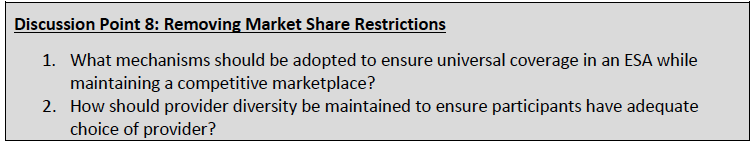 Discussion Point 8: Removing Market Share Restrictions
1. What mechanisms should be adopted to ensure universal coverage in an ESA while
maintaining a competitive marketplace?
2. How should provider diversity be maintained to ensure participants have adequate
choice of provider?